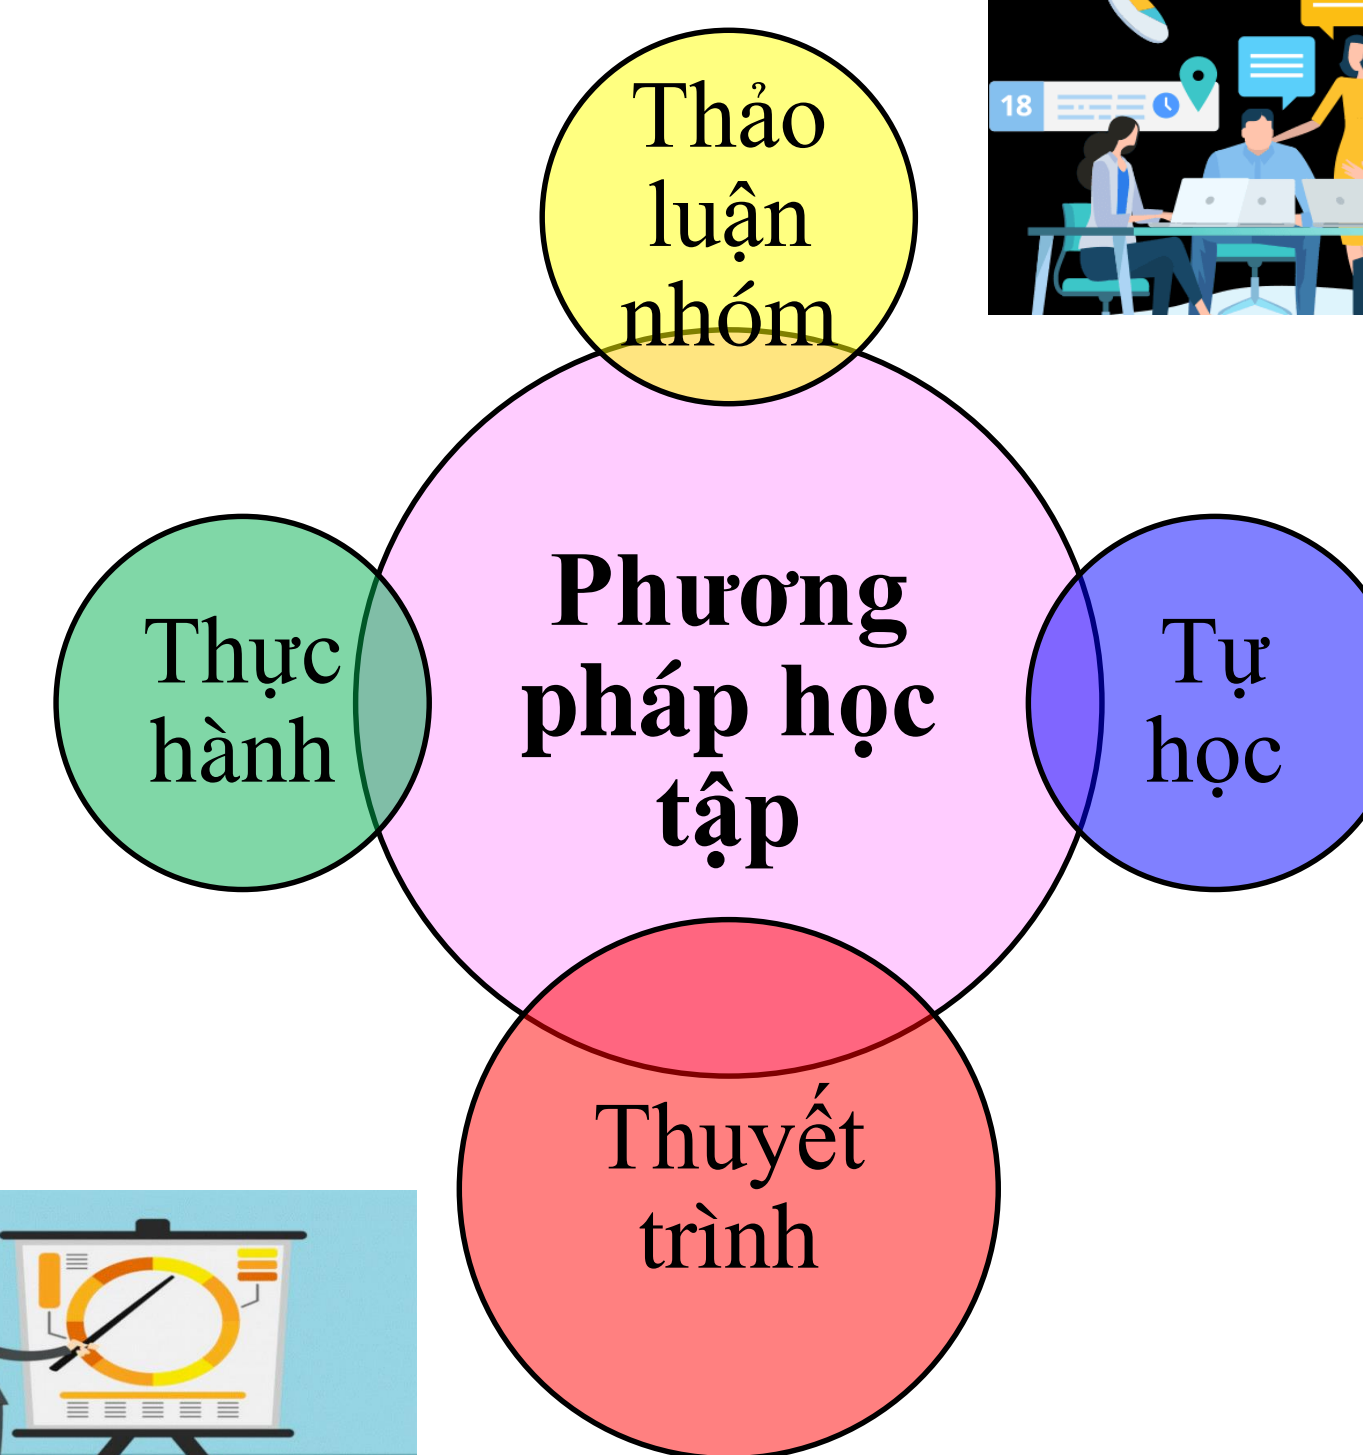 18
Thảo
luận
nhóm
Thực
hành
Phương
pháp học
tập
Tự
học
Thuyết
trình